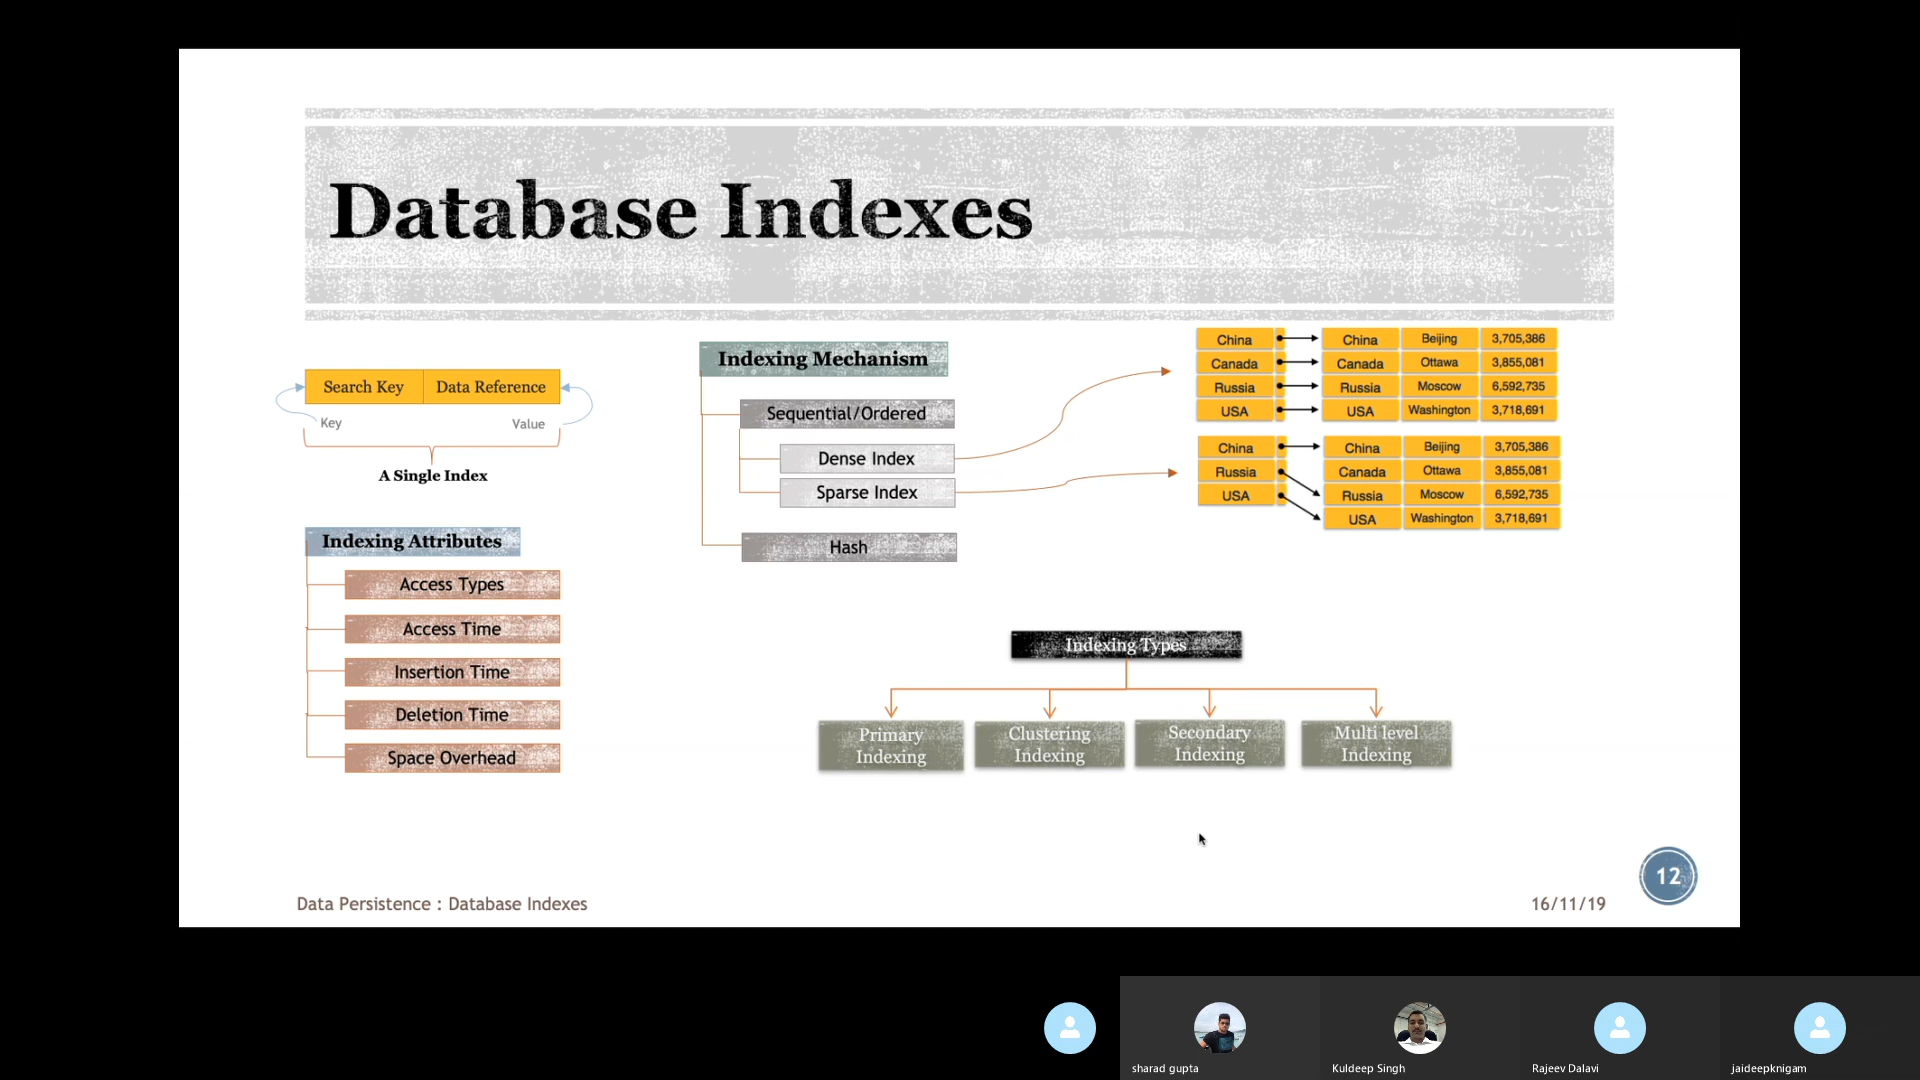 Database Indexes
Search Key Data Reference
Key Value
A Single Index
Indexing Attributes
Access Types
Access Time
Insertion Time
Deletion Time
Space Overhead
Indexing Mechanism
Sequential/Ordered
Dense Index
Sparse Index
Hash
China China Beijing 3,705,386
Canada Canada Ottawa 3,855,081
Russia Russia Moscow 6,592,735
USA USA Washington 3,718,691
China China Beijing 3,705,386
Russia Canada Ottawa 3,855,081
USA Russia Moscow 6,592,735
USA Washington 3,718,691
Indexing Types
Primary
Indexing
Clustering
Indexing
Secondary
Indexing
Multi level
Indexing
Data Persistence : Database Indexes
16/11/19
12
sharad gupta
Kuldeep Singh
Rajeev Dalavi
jaideepknigam